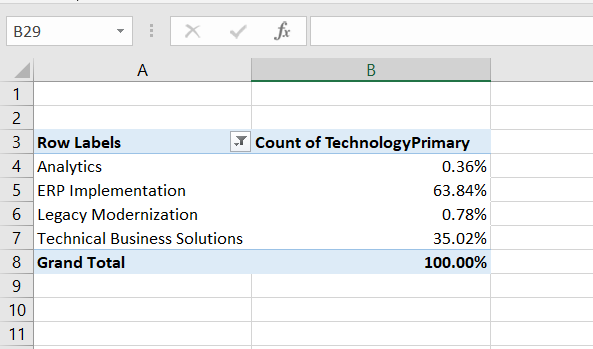 B29
fx
A B
1
2
3 Row Labels Count of TechnologyPrimary
4 Analytics 0.36%
5 ERP Implementation 63.84%
6 Legacy Modernization 0.78%
7 Technical Business Solutions 35.02%
8 Grand Total 100.00%
9
10
11